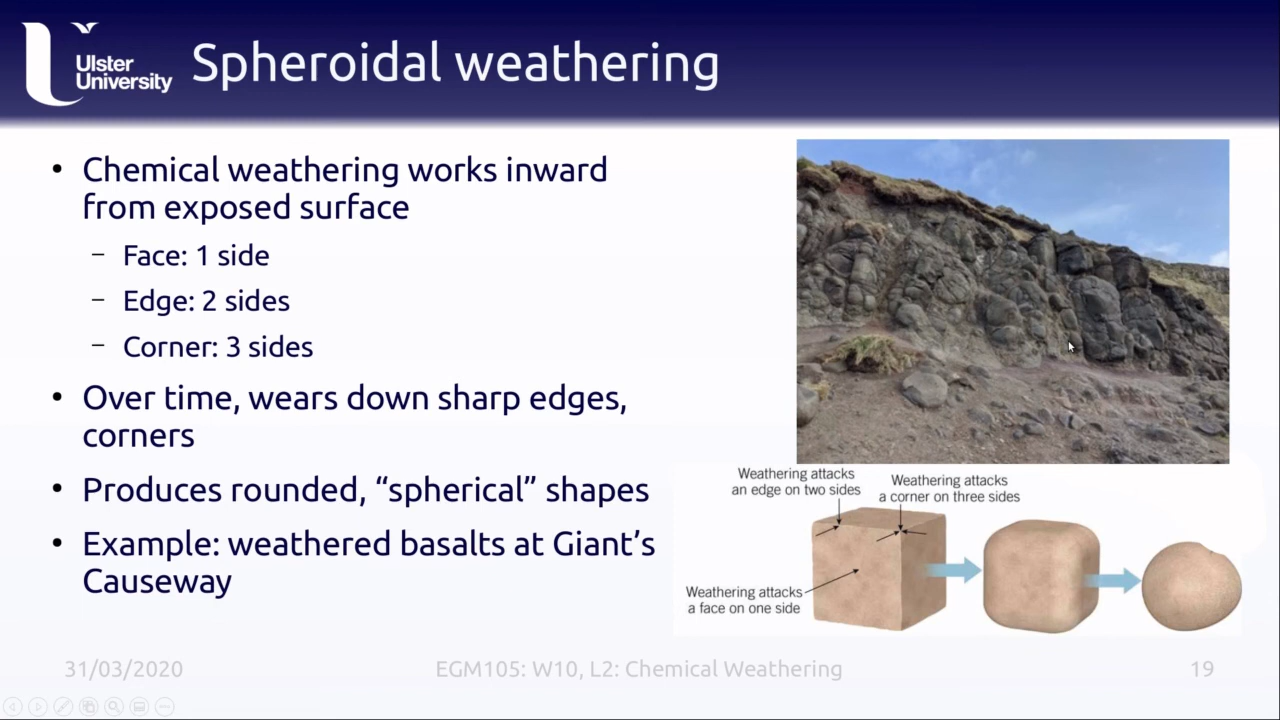 Ulster
University
Spheroidal weathering
• Chemical weathering works inward
from exposed surface
– Face: 1 side
– Edge: 2 sides
– Corner: 3 sides
• Over time, wears down sharp edges,
corners
• Produces rounded, “spherical” shapes
• Example: weathered basalts at Giant’s
Causeway
Weathering attacks
an edge on two sides
Weathering attacks
a corner on three sides
Weathering attacks
a face on one side
31/03/2020
EGM105: W10, L2: Chemical Weathering
19